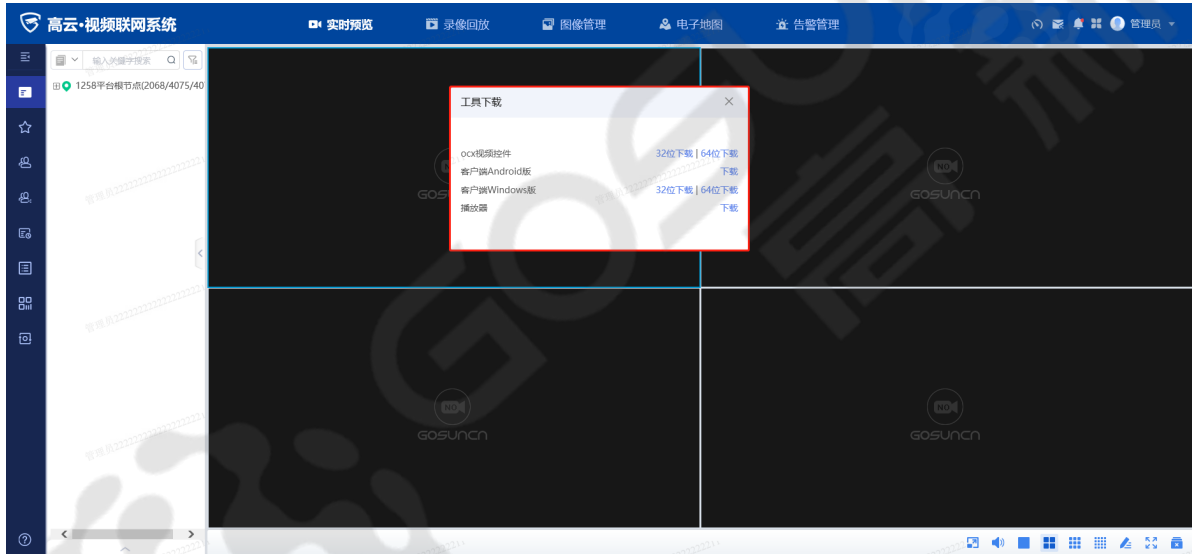 高云·视频联网系统
实时预览
录像回放
图像管理
电子地图
告警管理
管理员
输入关键字搜索
1258平台根节点(2068/4075/40
工具下载
ocx视频控件 32位下载 | 64位下载
客户端Android版 下载
客户端Windows版 32位下载 | 64位下载
播放器 下载
NO
GOSUNCN
NO
GOSUNCN
NO
GOSUNCN
GOSUNCN